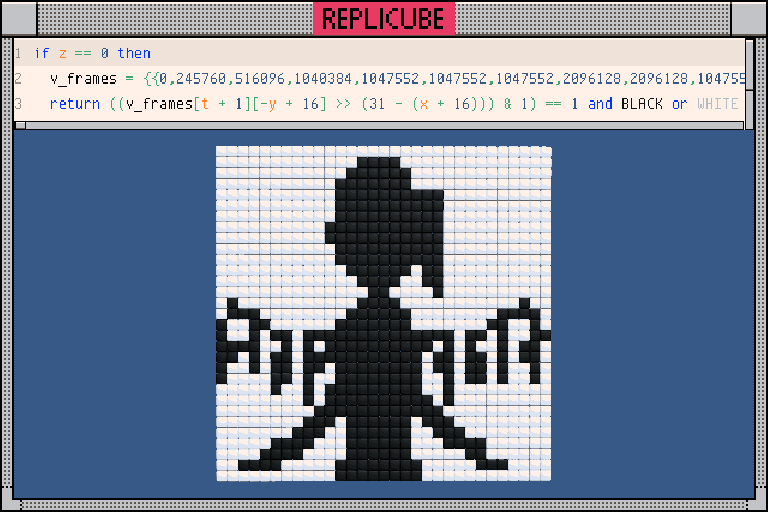 REPLICUBE
1 if z == 0 then
2 v_frames = {{0,245760,516096,1040384,1047552,1047552,1047552,2096128,2096128,104755
3 return ((v_frames[t + 1][-y + 16] >> (31 - (x + 16))) & 1) == 1 and BLACK or WHITE